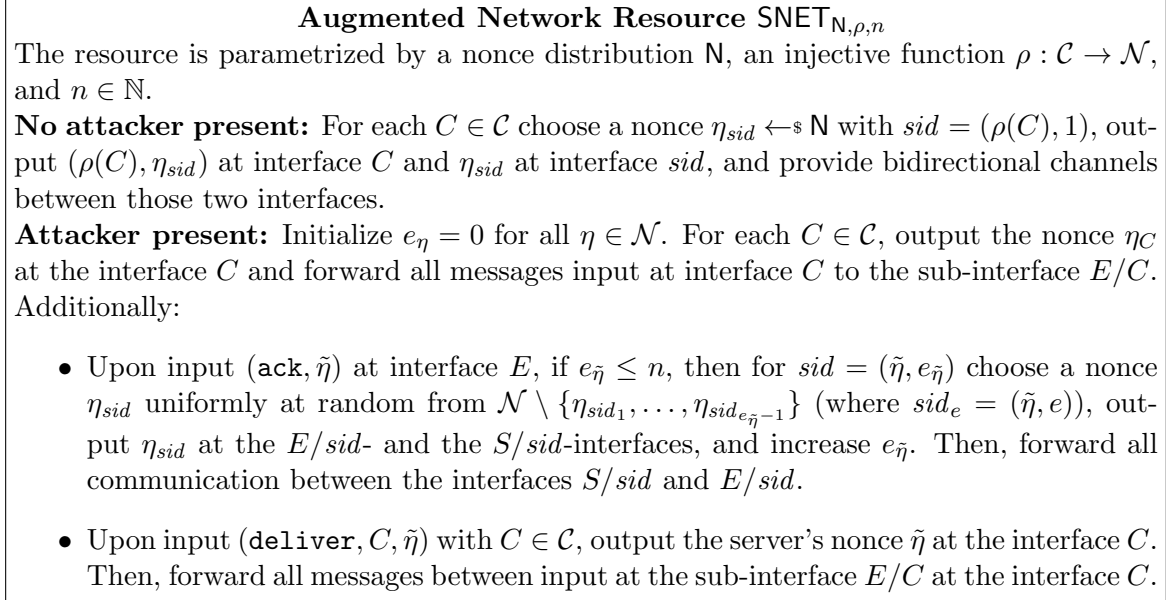 Augmented Network Resource SNET_{N,ρ,n}
The resource is parametrized by a nonce distribution N, an injective function ρ : 𝒞 → 𝒩,
and n ∈ ℕ.
No attacker present: For each C ∈ 𝒞 choose a nonce η_{sid} ←$ N with sid = (ρ(C), 1), out-
put (ρ(C), η_{sid}) at interface C and η_{sid} at interface sid, and provide bidirectional channels
between those two interfaces.
Attacker present: Initialize e_η = 0 for all η ∈ 𝒩. For each C ∈ 𝒞, output the nonce η_C
at the interface C and forward all messages input at interface C to the sub-interface E/C.
Additionally:
• Upon input (ack, η̃) at interface E, if e_{η̃} ≤ n, then for sid = (η̃, e_{η̃}) choose a nonce
η_{sid} uniformly at random from 𝒩 \ {η_{sid_1}, . . . , η_{sid_{e_{η̃}−1}}} (where sid_e = (η̃, e)), out-
put η_{sid} at the E/sid- and the S/sid-interfaces, and increase e_{η̃}. Then, forward all
communication between the interfaces S/sid and E/sid.
• Upon input (deliver, C, η̃) with C ∈ 𝒞, output the server's nonce η̃ at the interface C.
Then, forward all messages between input at the sub-interface E/C at the interface C.